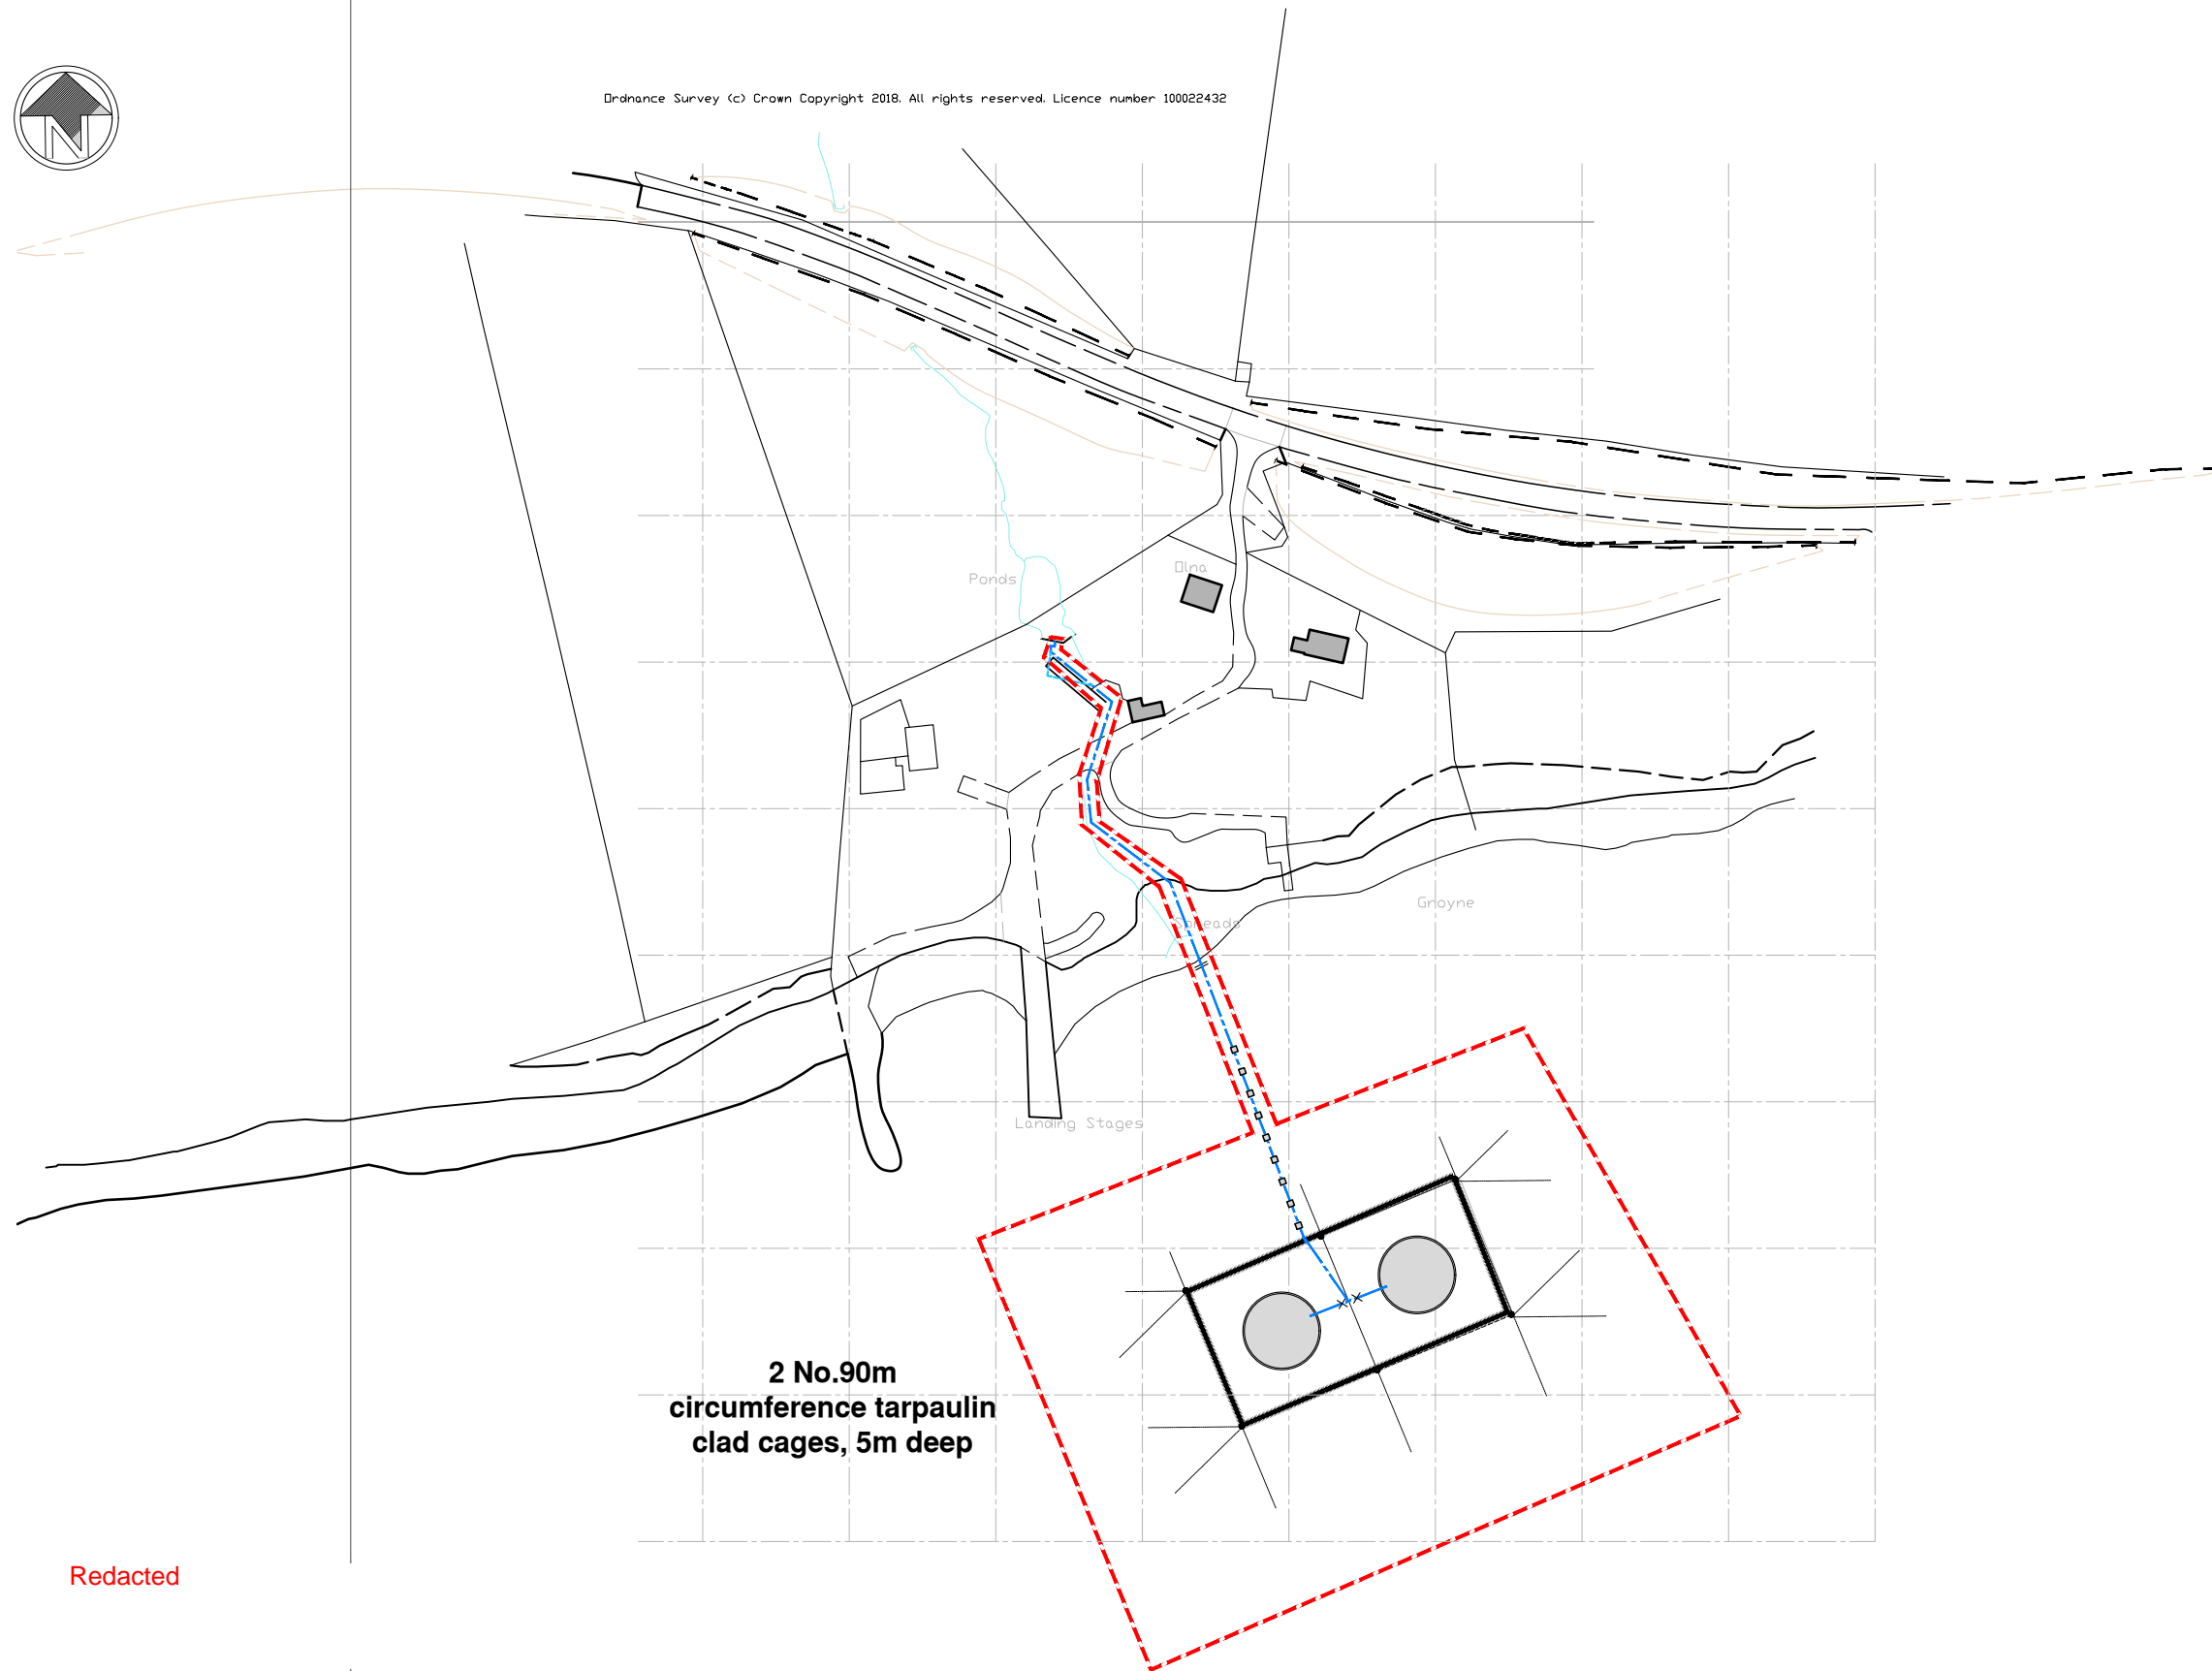 N
Ordnance Survey (c) Crown Copyright 2018. All rights reserved. Licence number 100022432
Ponds
Olna
Spreads
Groyne
Landing Stages
2 No.90m
circumference tarpaulin
clad cages, 5m deep
Redacted